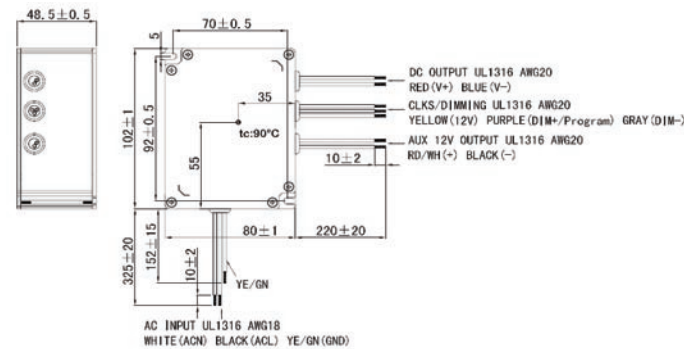 48.5±0.5
70±0.5
5
102±1
92±0.5
35
tc:90°C
55
DC OUTPUT UL1316 AWG20
RED(V+) BLUE(V-)
CLKS/DIMMING UL1316 AWG20
YELLOW(12V) PURPLE(DIM+/Program) GRAY(DIM-)
AUX 12V OUTPUT UL1316 AWG20
RD/WH(+) BLACK(-)
10±2
80±1
220±20
325±20
152±15
10±2
YE/GN
AC INPUT UL1316 AWG18
WHITE(ACN) BLACK(ACL) YE/GN(GND)